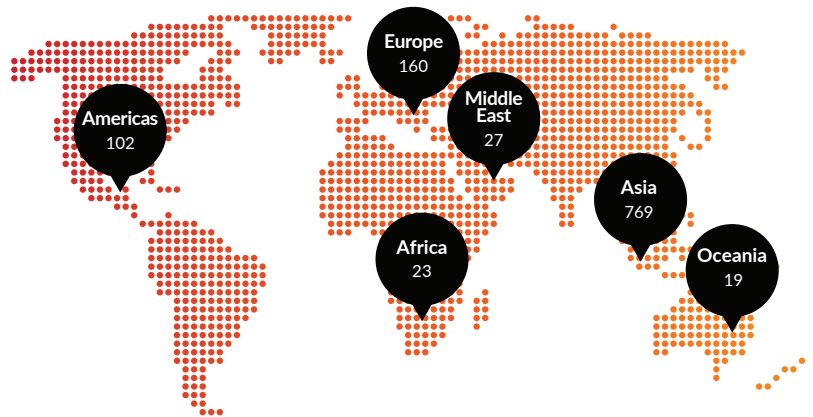 Europe
160
Middle
East
27
Americas
102
Asia
769
Africa
23
Oceania
19